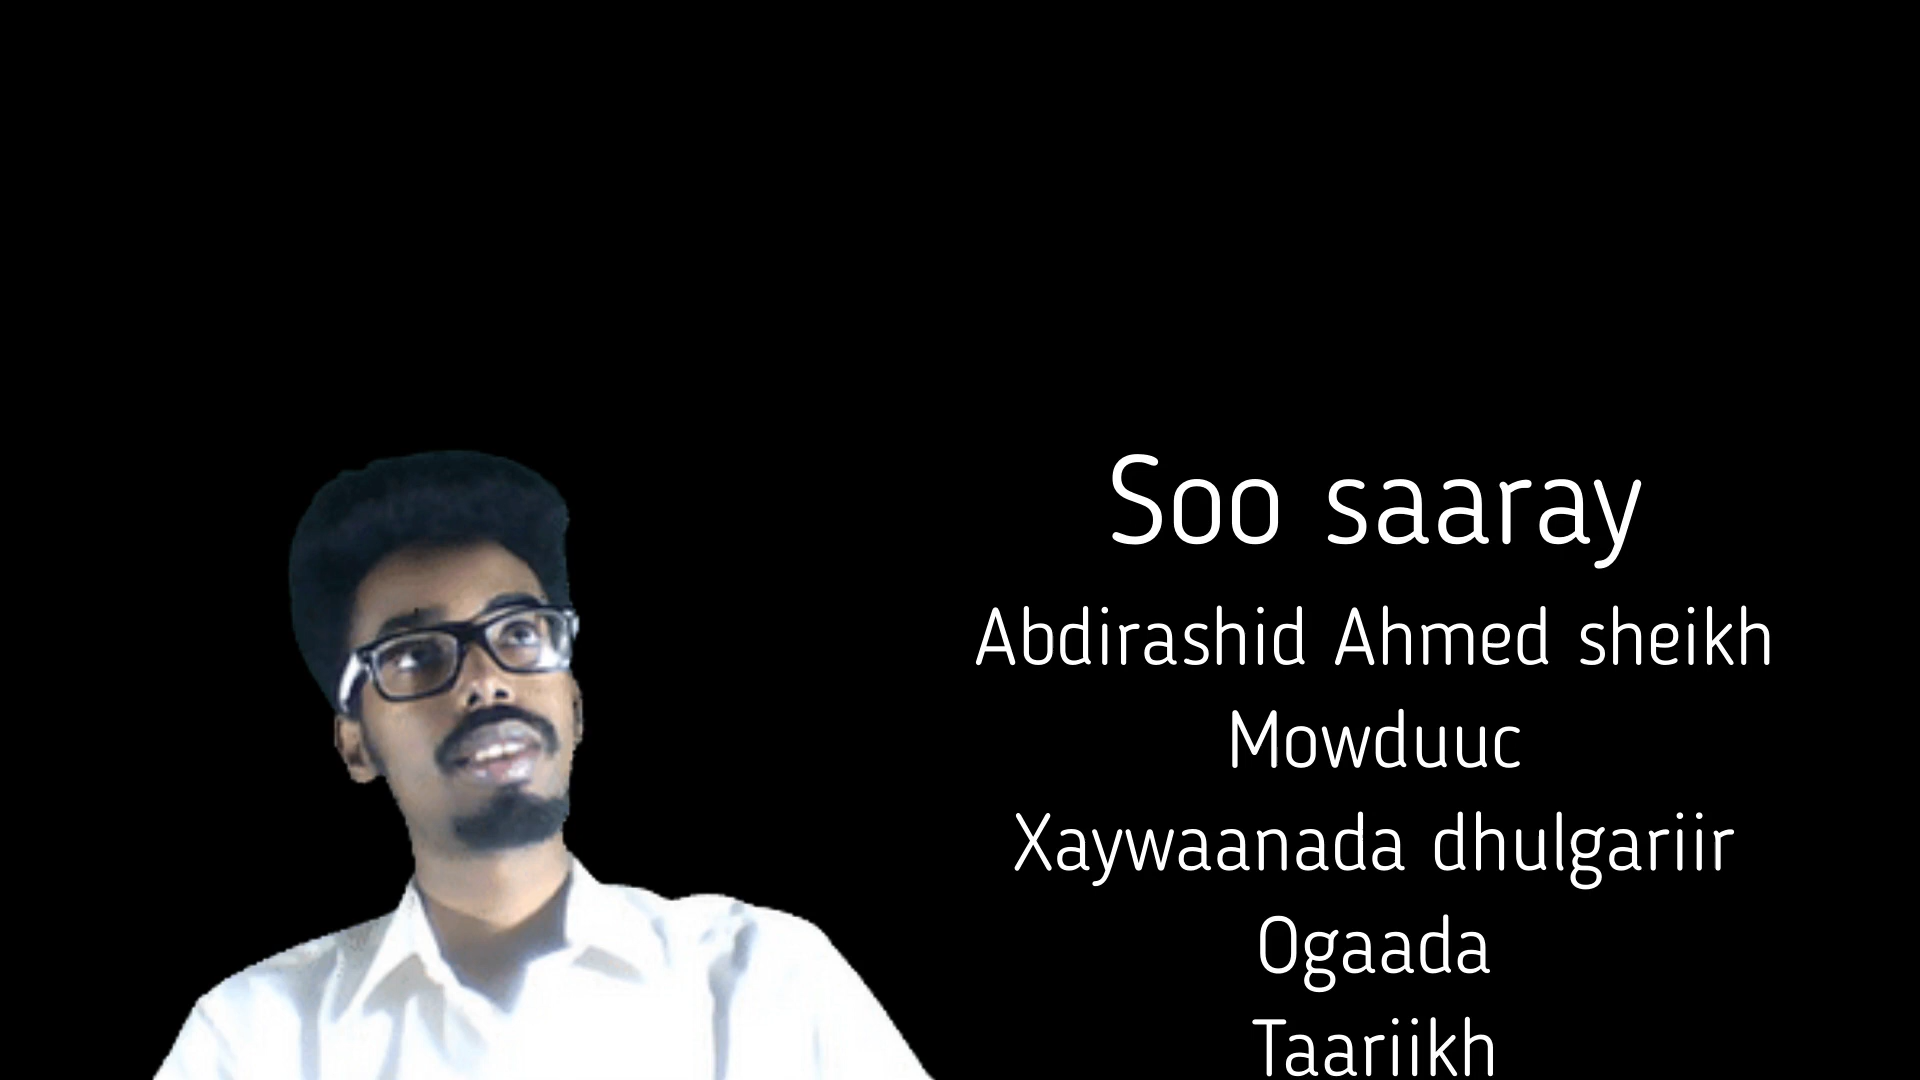 Soo saaray
Abdirashid Ahmed sheikh
Mowduuc
Xaywaanada dhulgariir
Ogaada
Taariikh